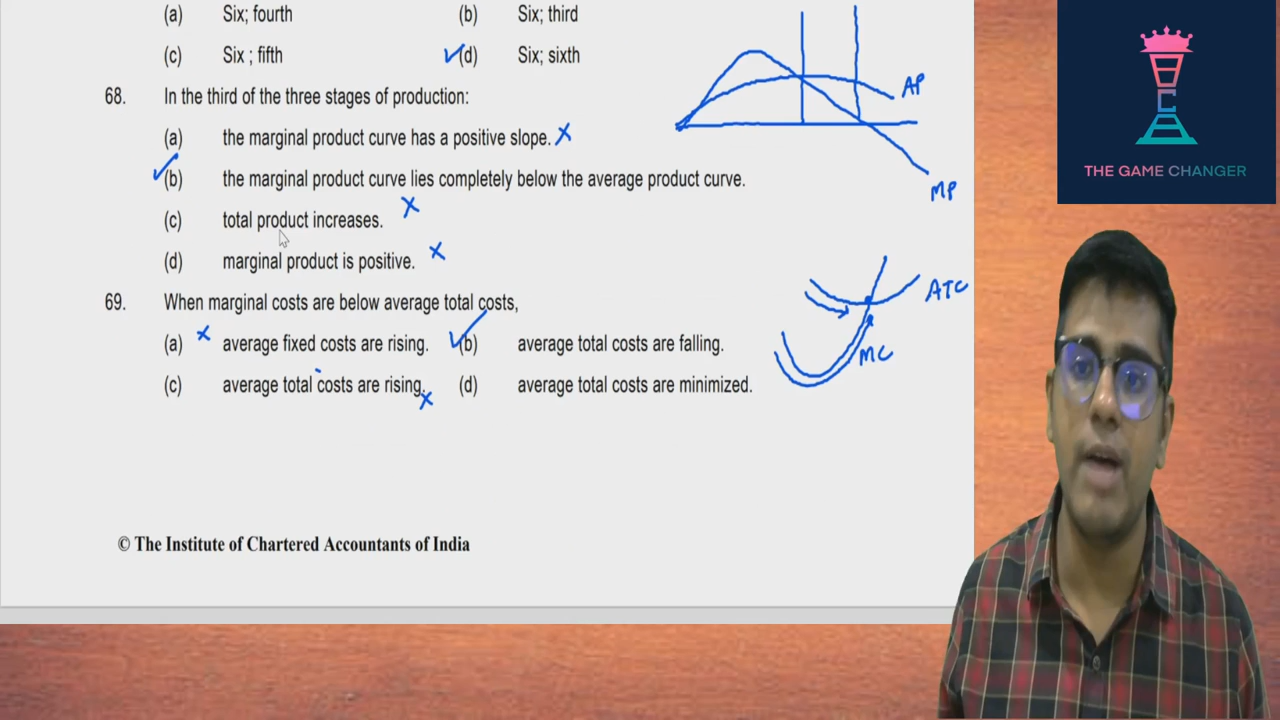 (a) Six; fourth (b) Six; third
(c) Six ; fifth (d) Six; sixth
68. In the third of the three stages of production:
(a) the marginal product curve has a positive slope.
(b) the marginal product curve lies completely below the average product curve.
(c) total product increases.
(d) marginal product is positive.
69. When marginal costs are below average total costs,
(a) average fixed costs are rising. (b) average total costs are falling.
(c) average total costs are rising. (d) average total costs are minimized.
© The Institute of Chartered Accountants of India
AP
MP
ATC
MC
THE GAME CHANGER